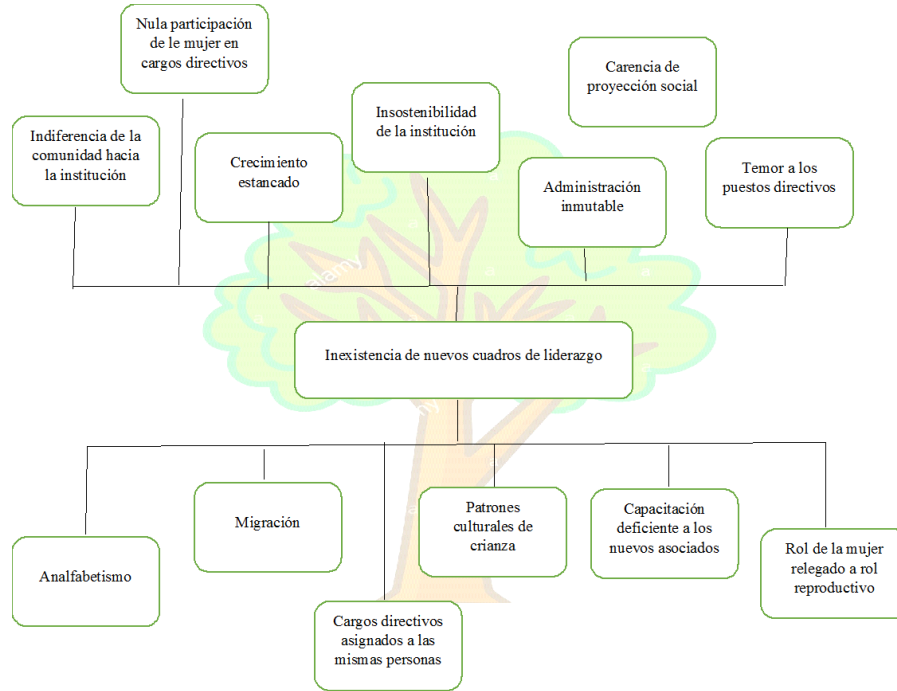 Nula participación
de le mujer en
cargos directivos
Carencia de
proyección social
Insostenibilidad
de la institución
Indiferencia de la
comunidad hacia
la institución
Crecimiento
estancado
Administración
inmutable
Temor a los
puestos directivos
alamy
a
a
a
a
Inexistencia de nuevos cuadros de liderazgo
alamy
Analfabetismo
Migración
Cargos directivos
asignados a las
mismas personas
Patrones
culturales de
crianza
Capacitación
deficiente a los
nuevos asociados
Rol de la mujer
relegado a rol
reproductivo